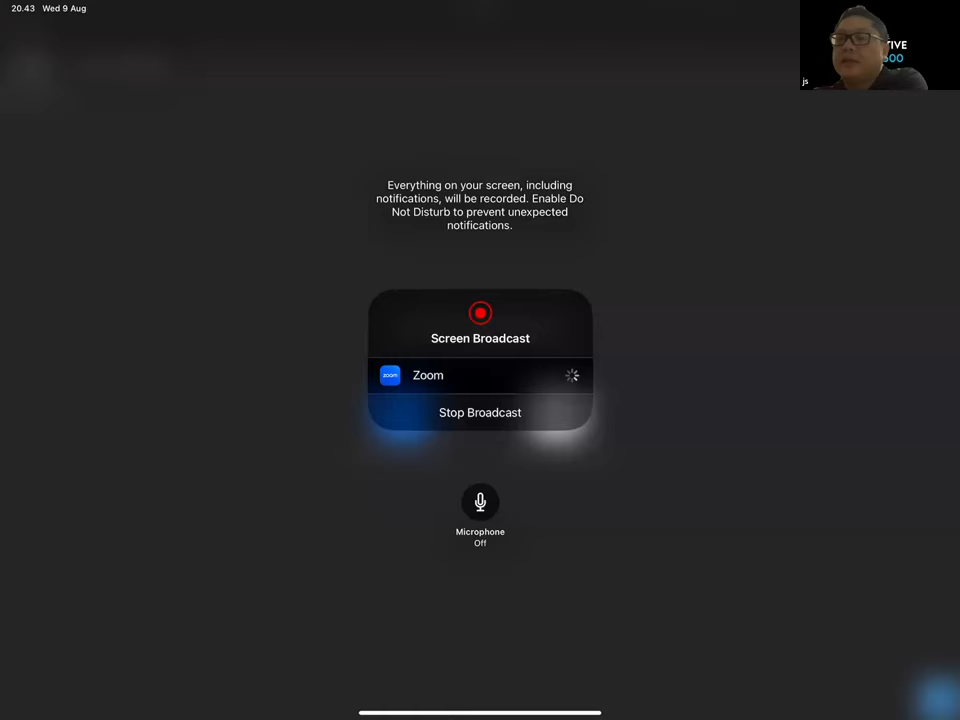 20.43 Wed 9 Aug
js
Everything on your screen, including
notifications, will be recorded. Enable Do
Not Disturb to prevent unexpected
notifications.
Screen Broadcast
zoom
Zoom
Stop Broadcast
Microphone
Off